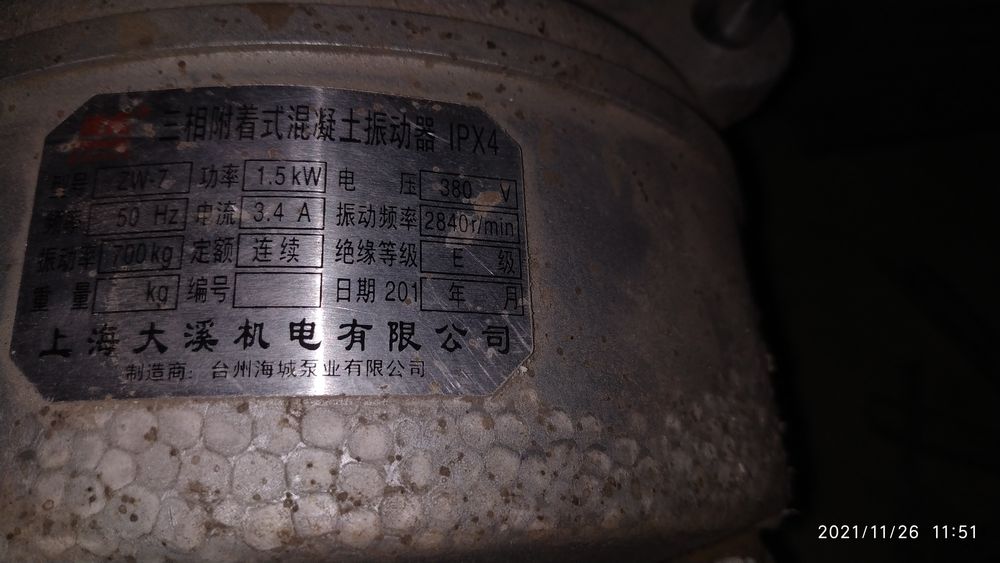 三相附着式混凝土振动器 IPX4
型号 ZW-7 功率 1.5kW 电 压 380 V
频率 50 Hz 电流 3.4 A 振动频率 2840r/min
振动率 700kg 定额 连续 绝缘等级 E 级
重 量 kg 编号 日期 201 年 月
上海大溪机电有限公司
制造商：台州海城泵业有限公司
2021/11/26 11:51